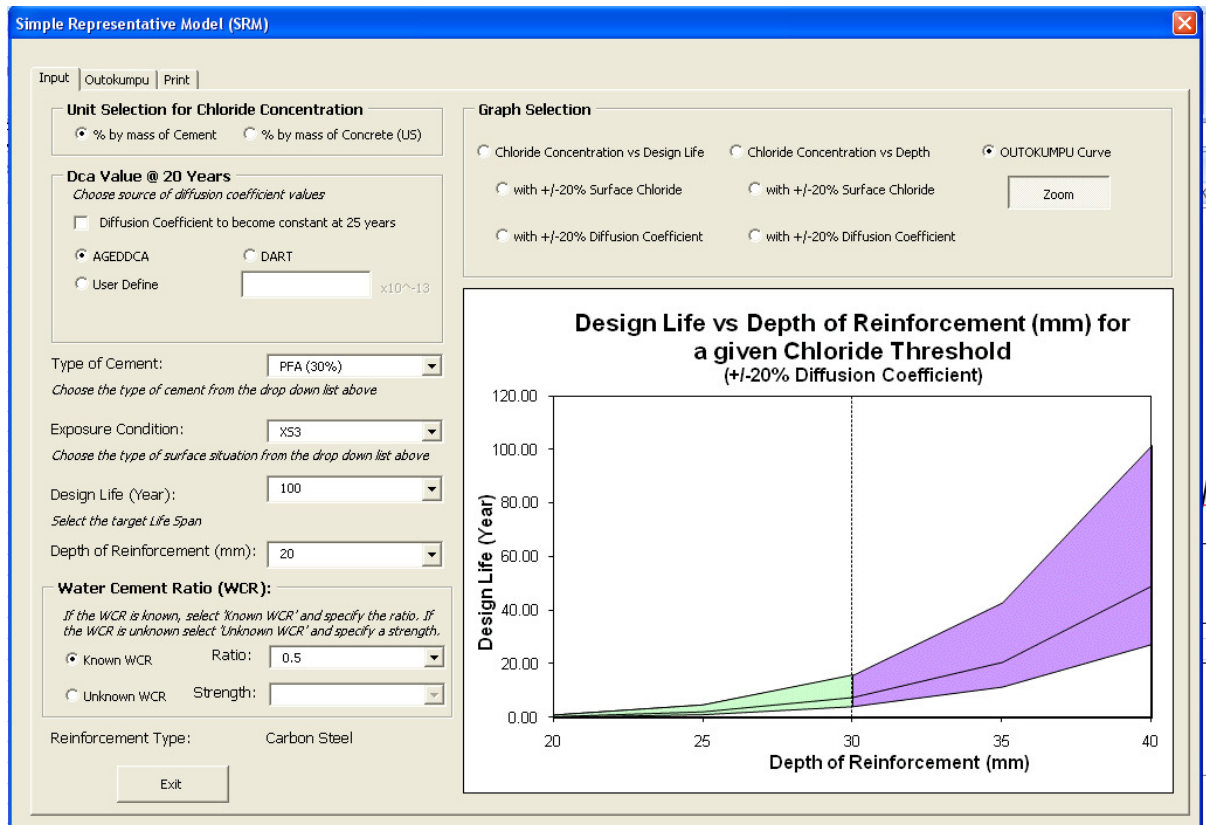 Simple Representative Model (SRM)
Input
Outokumpu
Print
Unit Selection for Chloride Concentration
% by mass of Cement
% by mass of Concrete (US)
Dca Value @ 20 Years
Choose source of diffusion coefficient values
Diffusion Coefficient to become constant at 25 years
AGEDDCA
DART
User Define
x10^-13
Type of Cement:
PFA (30%)
Choose the type of cement from the drop down list above
Exposure Condition:
XS3
Choose the type of surface situation from the drop down list above
Design Life (Year):
100
Select the target Life Span
Depth of Reinforcement (mm):
20
Water Cement Ratio (WCR):
If the WCR is known, select 'Known WCR' and specify the ratio. If
the WCR is unknown select 'Unknown WCR' and specify a strength.
Known WCR
Ratio:
0.5
Unknown WCR
Strength:
Reinforcement Type:
Carbon Steel
Exit
Graph Selection
Chloride Concentration vs Design Life
Chloride Concentration vs Depth
OUTOKUMPU Curve
with +/-20% Surface Chloride
with +/-20% Surface Chloride
Zoom
with +/-20% Diffusion Coefficient
with +/-20% Diffusion Coefficient
Design Life vs Depth of Reinforcement (mm) for
a given Chloride Threshold
(+/-20% Diffusion Coefficient)
Design Life (Year)
120.00
100.00
80.00
60.00
40.00
20.00
0.00
20
25
30
35
40
Depth of Reinforcement (mm)